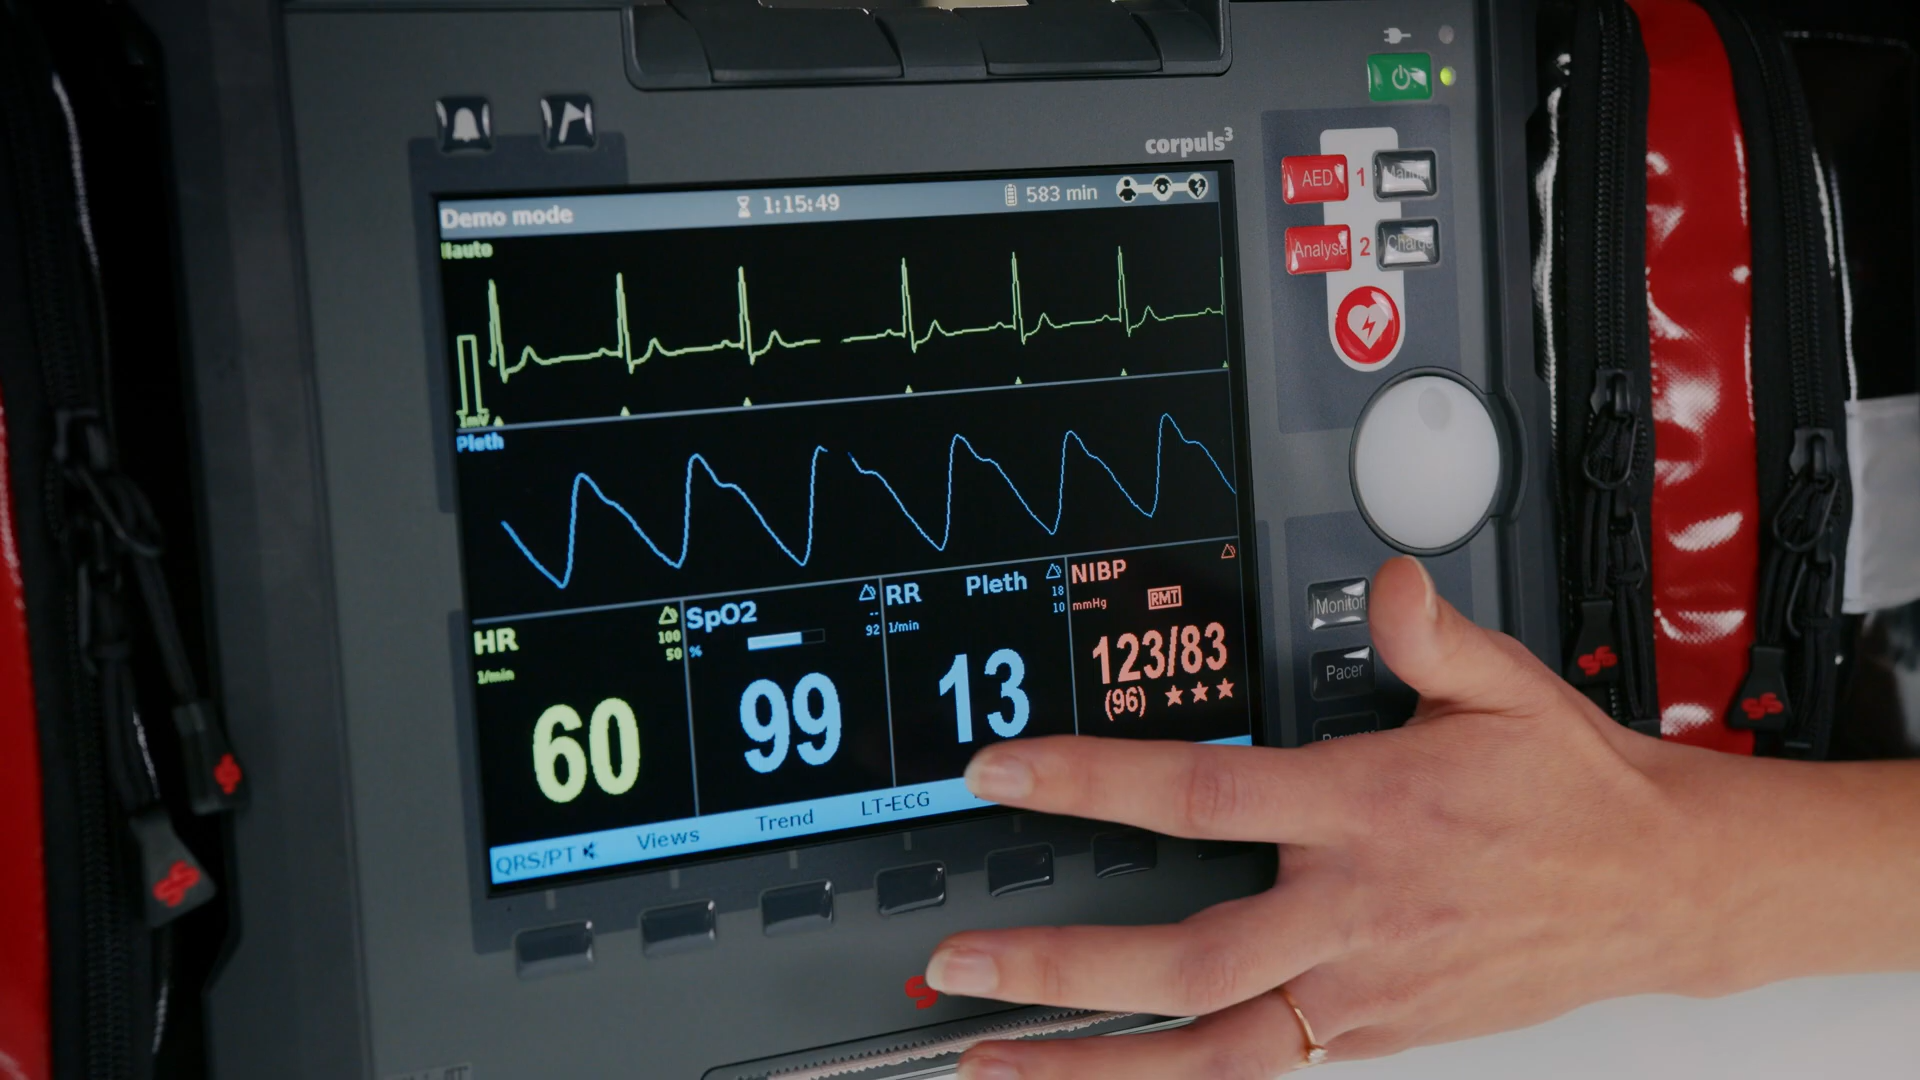 corpuls³
Demo mode 1:15:49 583 min
IIauto
1mV
Pleth
HR
1/min
100
50
60
SpO2
%
--
92
99
RR Pleth
1/min
18
10
13
NIBP
mmHg RMT
123/83
(96) ★★★
QRS/PT Views Trend LT-ECG
AED 1 Manual
Analyse 2 Charge
Monitor
Pacer